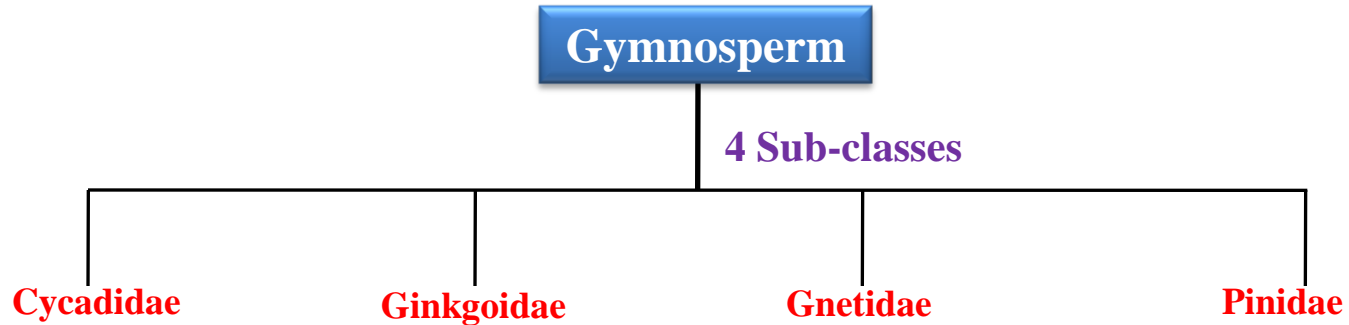 Gymnosperm
4 Sub-classes
Cycadidae
Ginkgoidae
Gnetidae
Pinidae